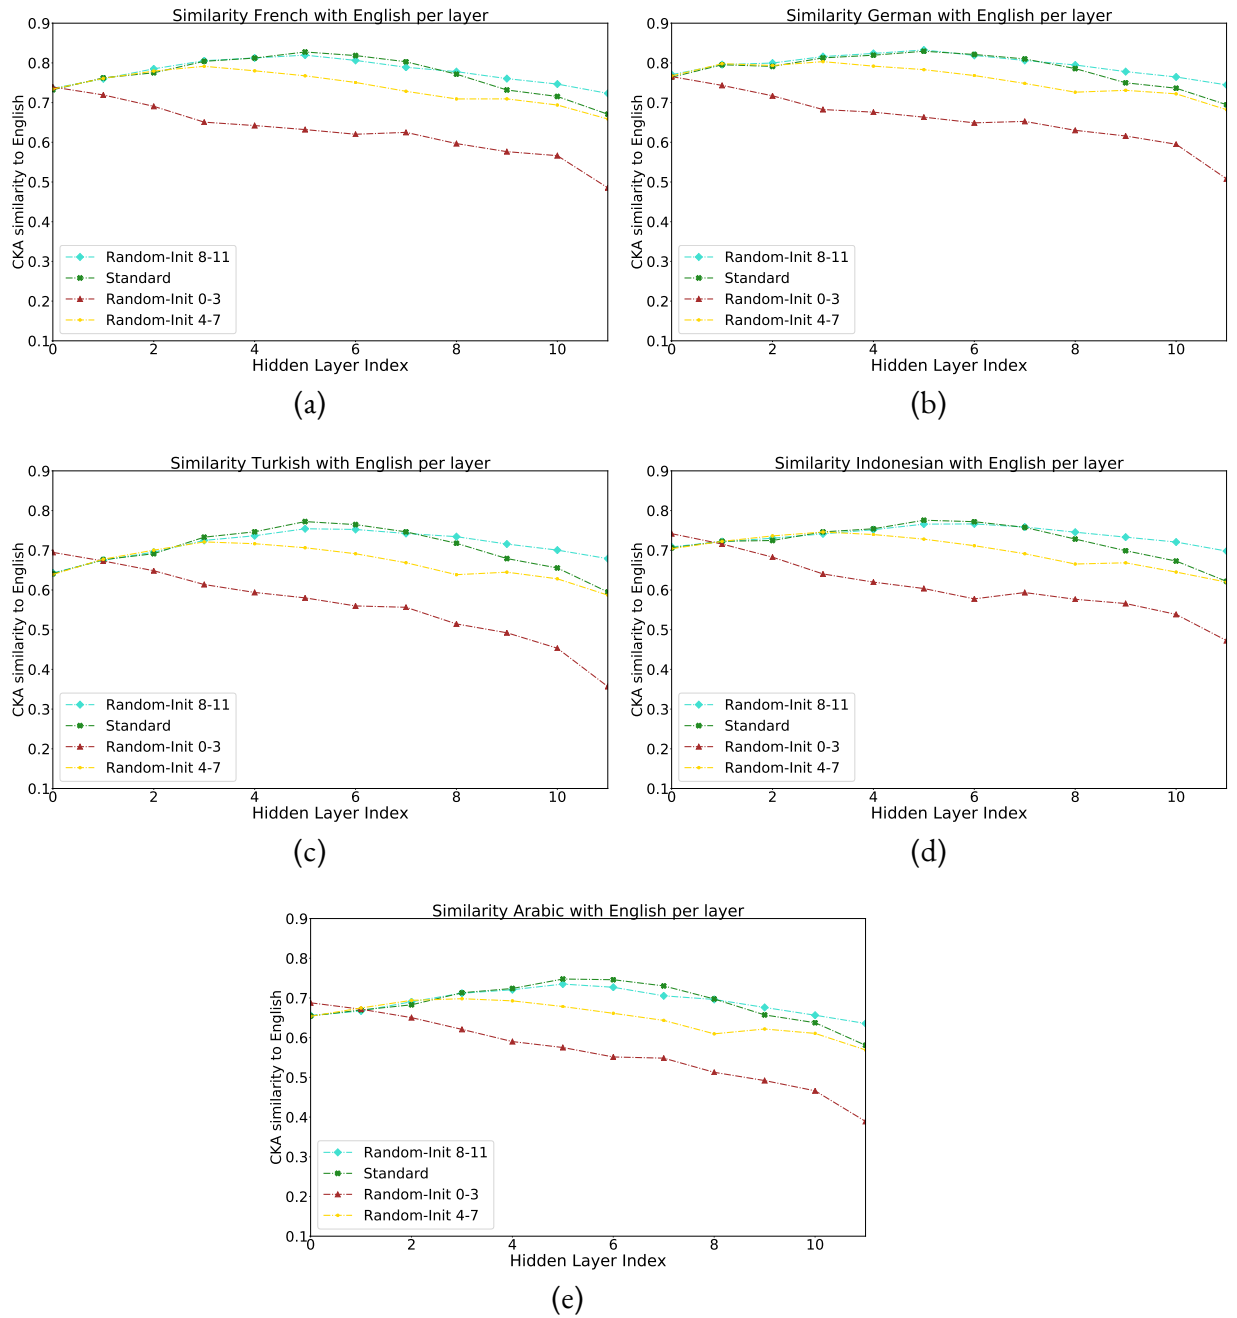 Similarity French with English per layer
CKA similarity to English
0.9
0.8
0.7
0.6
0.5
0.4
0.3
0.2
0.1
Random-Init 8-11
Standard
Random-Init 0-3
Random-Init 4-7
0 2 4 6 8 10
Hidden Layer Index
(a)
Similarity German with English per layer
CKA similarity to English
0.9
0.8
0.7
0.6
0.5
0.4
0.3
0.2
0.1
Random-Init 8-11
Standard
Random-Init 0-3
Random-Init 4-7
0 2 4 6 8 10
Hidden Layer Index
(b)
Similarity Turkish with English per layer
CKA similarity to English
0.9
0.8
0.7
0.6
0.5
0.4
0.3
0.2
0.1
Random-Init 8-11
Standard
Random-Init 0-3
Random-Init 4-7
0 2 4 6 8 10
Hidden Layer Index
(c)
Similarity Indonesian with English per layer
CKA similarity to English
0.9
0.8
0.7
0.6
0.5
0.4
0.3
0.2
0.1
Random-Init 8-11
Standard
Random-Init 0-3
Random-Init 4-7
0 2 4 6 8 10
Hidden Layer Index
(d)
Similarity Arabic with English per layer
CKA similarity to English
0.9
0.8
0.7
0.6
0.5
0.4
0.3
0.2
0.1
Random-Init 8-11
Standard
Random-Init 0-3
Random-Init 4-7
0 2 4 6 8 10
Hidden Layer Index
(e)